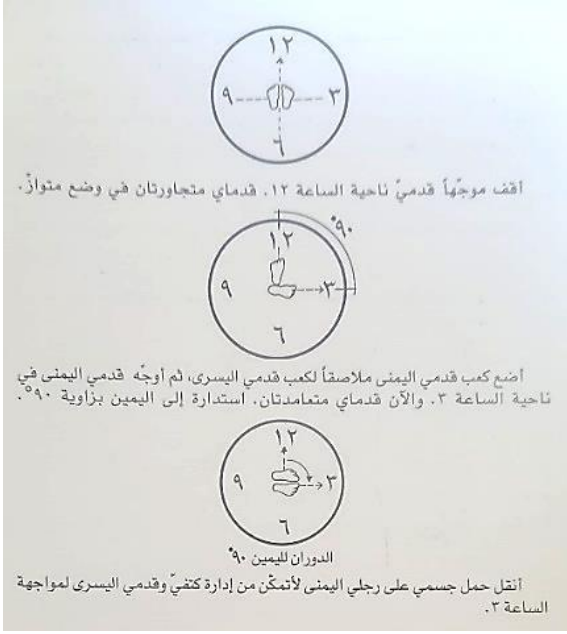 ١٢
٩ ٣
٦
أقف موجّهاً قدميّ ناحية الساعة ١٢. قدماي متجاورتان في وضع متوازٍ.
٩٠°
١٢
٩ ٣
٦
أضع كعب قدمي اليمنى ملاصقاً لكعب قدمي اليسرى، ثم أوجّه قدمي اليمنى في
ناحية الساعة ٣. والآن قدماي متعامدتان. استدارة إلى اليمين بزاوية ٩٠°.
١٢
٩ ٣
٦
الدوران لليمين ٩٠°
أنقل حمل جسمي على رجلي اليمنى لأتمكّن من إدارة كتفيّ وقدمي اليسرى لمواجهة
الساعة ٣.